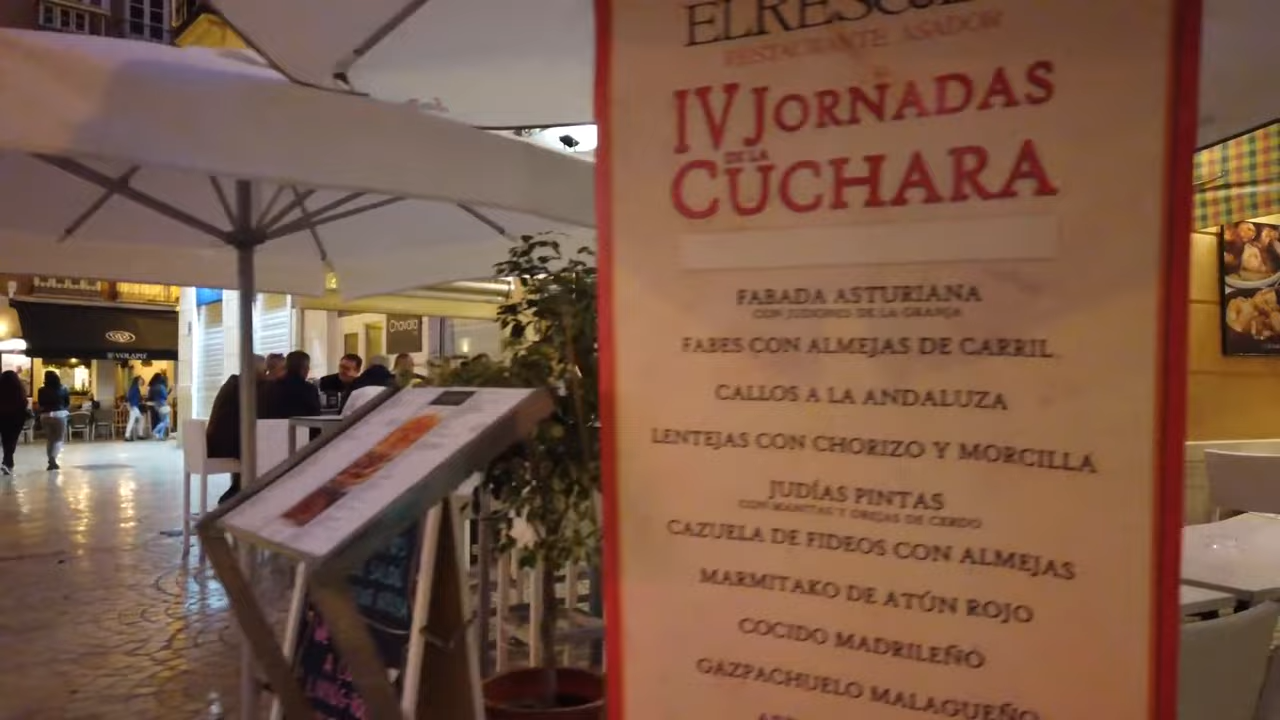 RESTAURANTE ASADOR
IV JORNADAS
DE LA
CUCHARA
FABADA ASTURIANA
CON JUDIONES DE LA GRANJA
FABES CON ALMEJAS DE CARRIL
CALLOS A LA ANDALUZA
LENTEJAS CON CHORIZO Y MORCILLA
JUDÍAS PINTAS
CON MANITAS Y OREJAS DE CERDO
CAZUELA DE FIDEOS CON ALMEJAS
MARMITAKO DE ATÚN ROJO
COCIDO MADRILEÑO
GAZPACHUELO MALAGUEÑO
Chavala
VOLAPIÉ